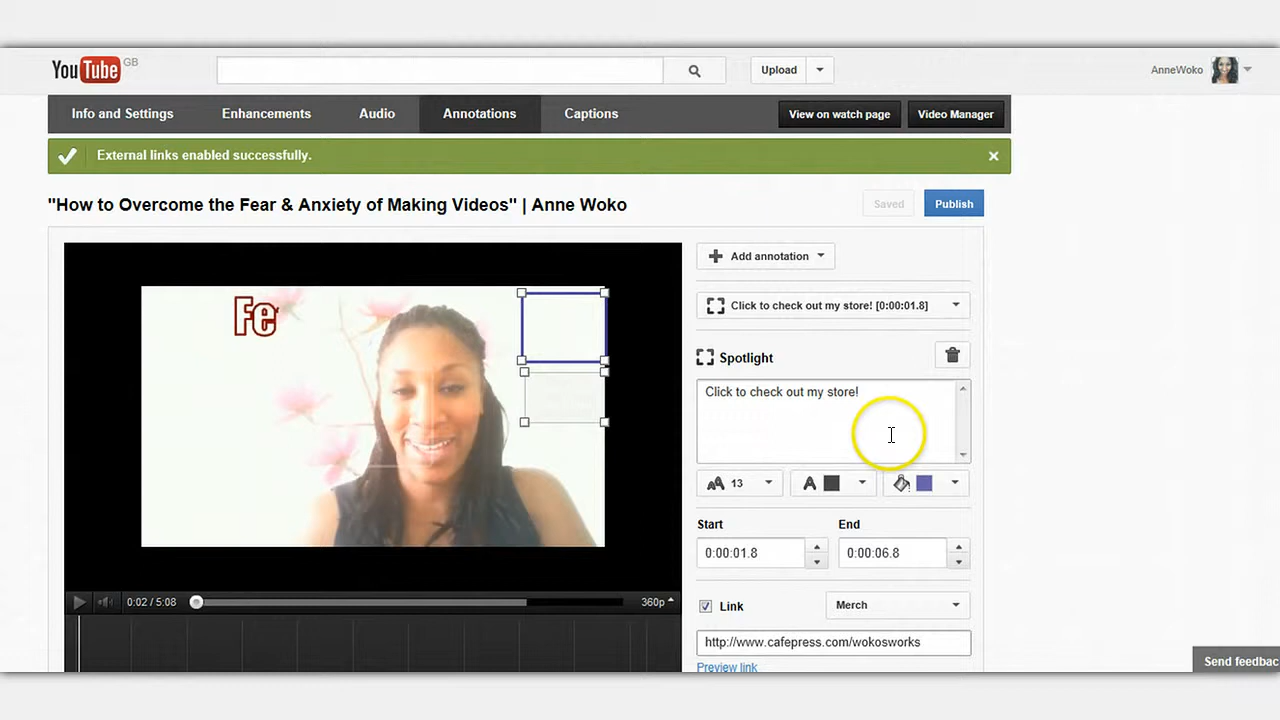 YouTube GB
Upload
AnneWoko
Info and Settings
Enhancements
Audio
Annotations
Captions
View on watch page
Video Manager
External links enabled successfully.
"How to Overcome the Fear & Anxiety of Making Videos" | Anne Woko
Saved
Publish
Fe
Add annotation
Click to check out my store! [0:00:01.8]
Spotlight
Click to check out my store!
13
A
Start
End
0:00:01.8
0:00:06.8
0:02 / 5:08
360p
Link
Merch
http://www.cafepress.com/wokosworks
Preview link
Send feedbac